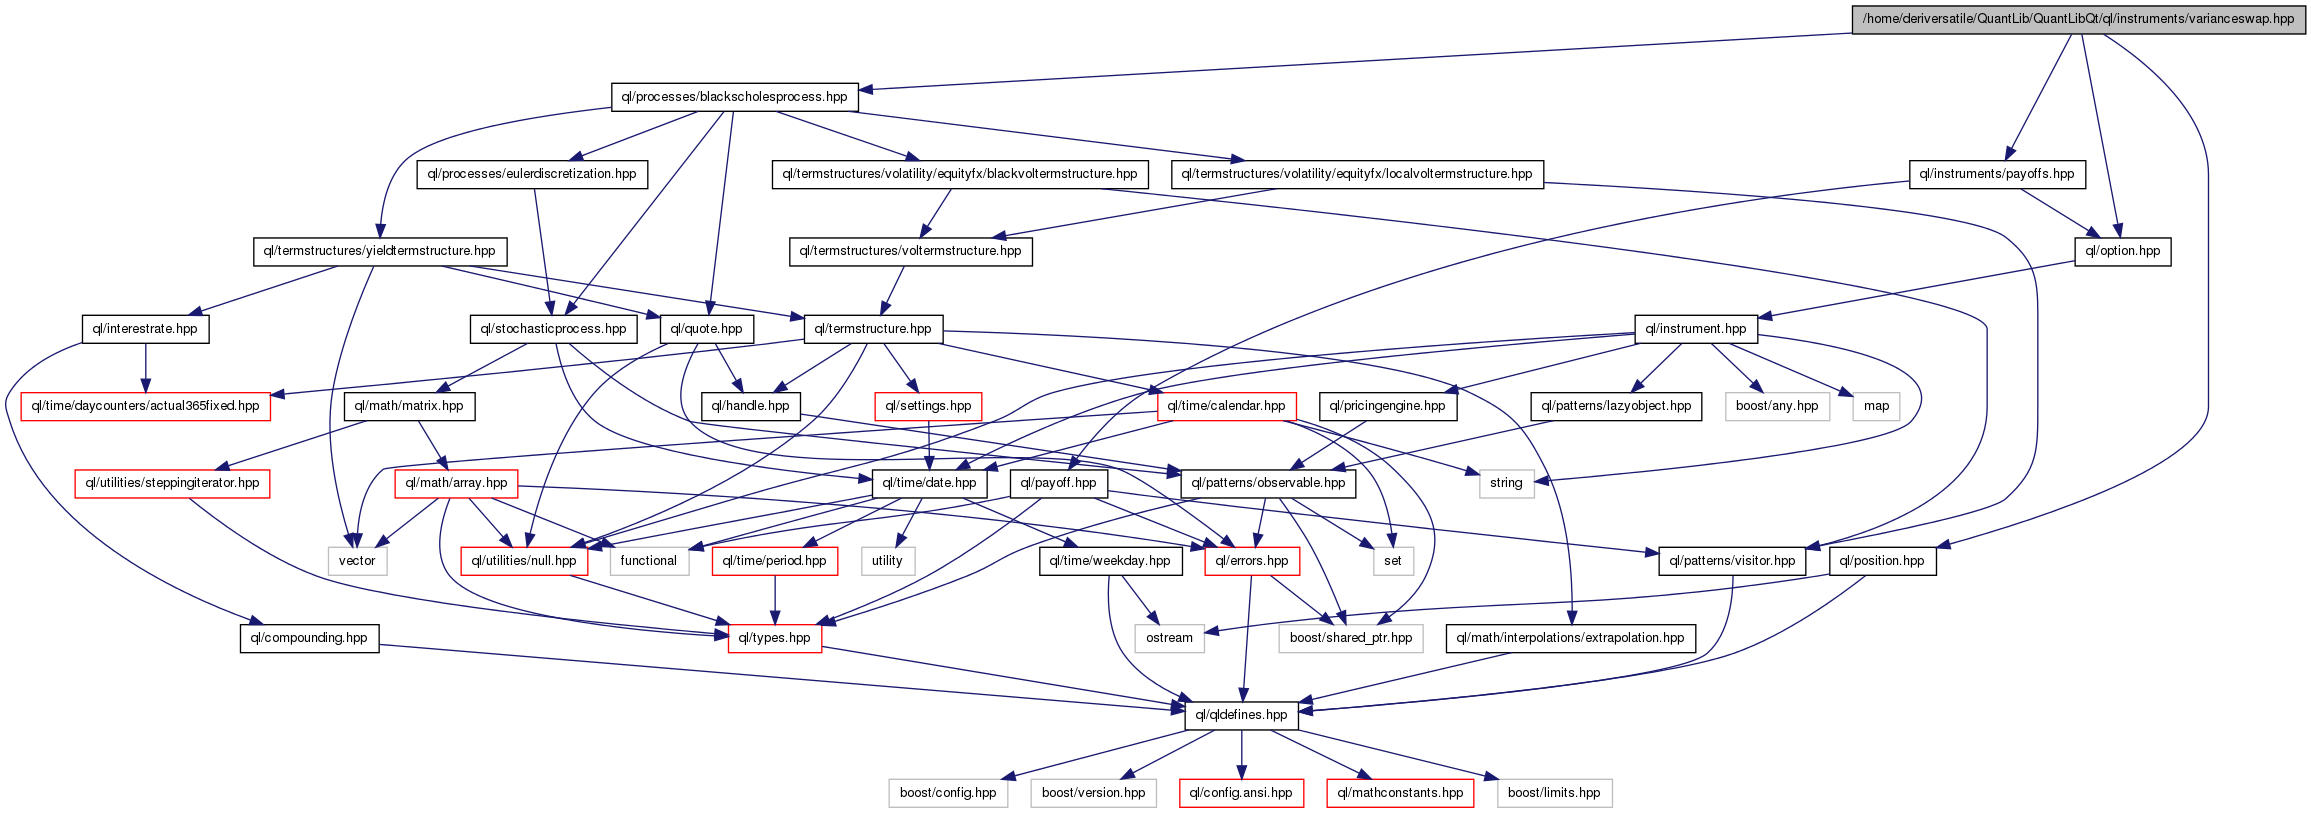 /home/deriversatile/QuantLib/QuantLibQt/ql/instruments/varianceswap.hpp
ql/processes/blackscholesprocess.hpp
ql/processes/eulerdiscretization.hpp
ql/termstructures/volatility/equityfx/blackvoltermstructure.hpp
ql/termstructures/volatility/equityfx/localvoltermstructure.hpp
ql/instruments/payoffs.hpp
ql/termstructures/yieldtermstructure.hpp
ql/termstructures/voltermstructure.hpp
ql/option.hpp
ql/interestrate.hpp
ql/stochasticprocess.hpp
ql/quote.hpp
ql/termstructure.hpp
ql/instrument.hpp
ql/time/daycounters/actual365fixed.hpp
ql/math/matrix.hpp
ql/handle.hpp
ql/settings.hpp
ql/time/calendar.hpp
ql/pricingengine.hpp
ql/patterns/lazyobject.hpp
boost/any.hpp
map
ql/utilities/steppingiterator.hpp
ql/math/array.hpp
ql/time/date.hpp
ql/payoff.hpp
ql/patterns/observable.hpp
string
vector
ql/utilities/null.hpp
functional
ql/time/period.hpp
utility
ql/time/weekday.hpp
ql/errors.hpp
set
ql/patterns/visitor.hpp
ql/position.hpp
ql/compounding.hpp
ql/types.hpp
ostream
boost/shared_ptr.hpp
ql/math/interpolations/extrapolation.hpp
ql/qldefines.hpp
boost/config.hpp
boost/version.hpp
ql/config.ansi.hpp
ql/mathconstants.hpp
boost/limits.hpp